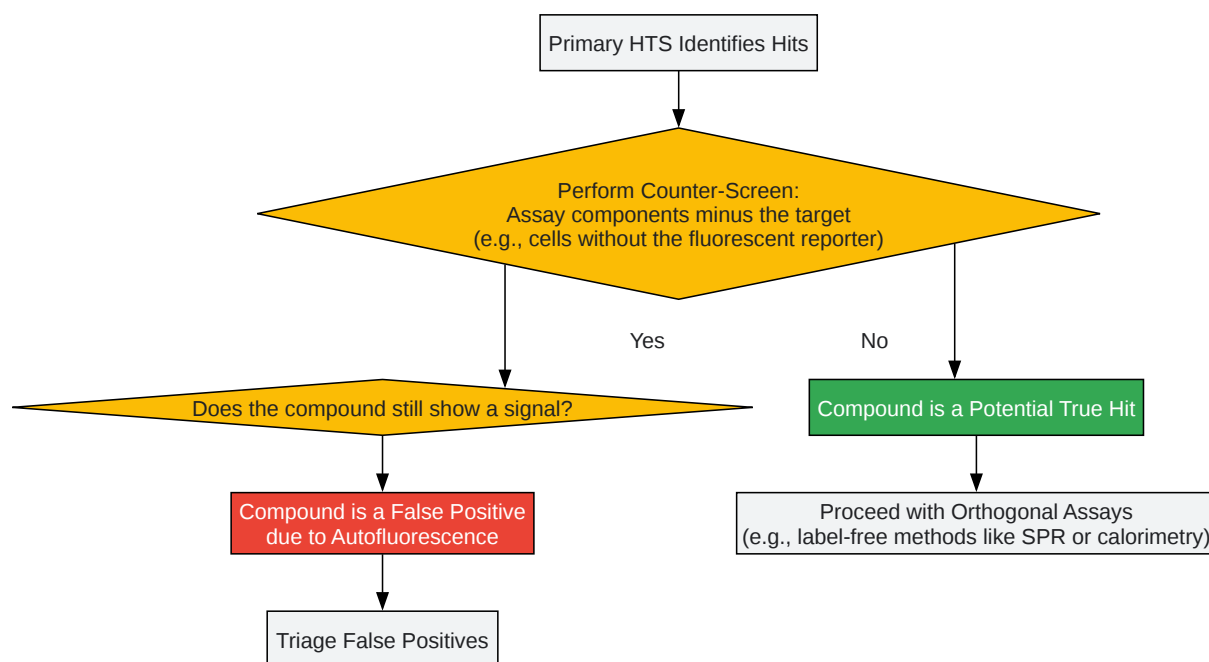 Primary HTS Identifies Hits
Perform Counter-Screen:
Assay components minus the target
(e.g., cells without the fluorescent reporter)
Yes
No
Does the compound still show a signal?
Compound is a Potential True Hit
Compound is a False Positive
due to Autofluorescence
Proceed with Orthogonal Assays
(e.g., label-free methods like SPR or calorimetry)
Triage False Positives